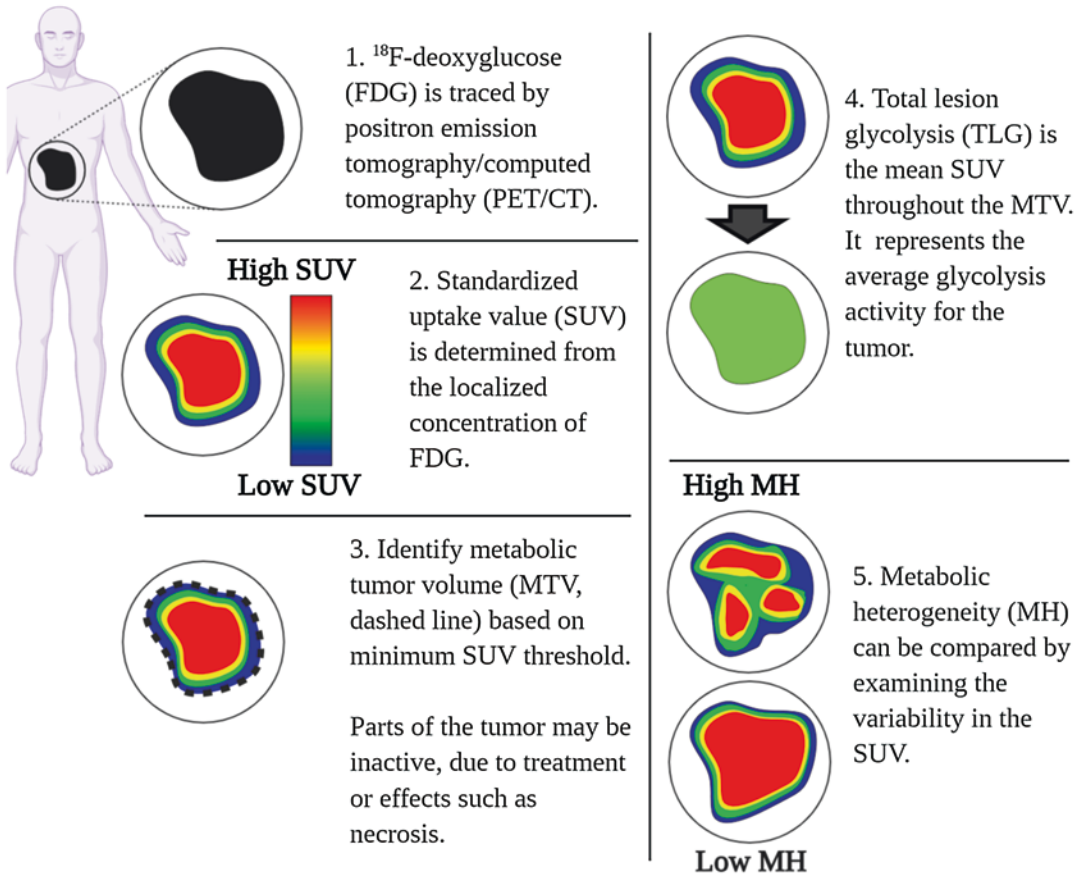 1. ¹⁸F-deoxyglucose
(FDG) is traced by
positron emission
tomography/computed
tomography (PET/CT).
High SUV
Low SUV
2. Standardized
uptake value (SUV)
is determined from
the localized
concentration of
FDG.
3. Identify metabolic
tumor volume (MTV,
dashed line) based on
minimum SUV threshold.
Parts of the tumor may be
inactive, due to treatment
or effects such as
necrosis.
4. Total lesion
glycolysis (TLG) is
the mean SUV
throughout the MTV.
It  represents the
average glycolysis
activity for the
tumor.
High MH
5. Metabolic
heterogeneity (MH)
can be compared by
examining the
variability in the
SUV.
Low MH